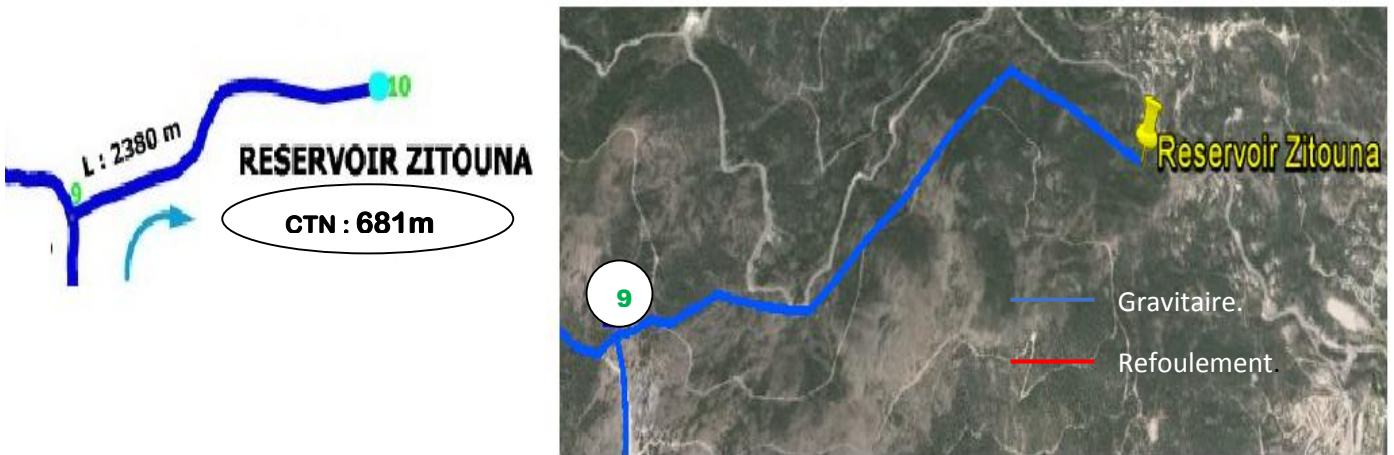 L : 2380 m
9
10
RESERVOIR ZITOUNA
CTN : 681m
Reservoir Zitouna
9
Gravitaire.
Refoulement.